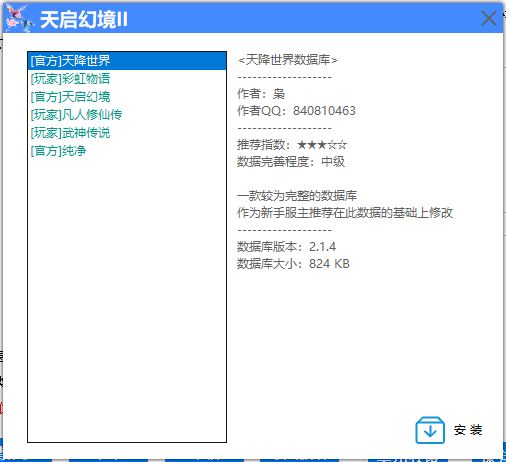 天启幻境II
[官方]天降世界
[玩家]彩虹物语
[官方]天启幻境
[玩家]凡人修仙传
[玩家]武神传说
[官方]纯净
<天降世界数据库>
-------------------
作者：枭
作者QQ：840810463
-------------------
推荐指数：★★★☆☆
数据完善程度：中级
一款较为完整的数据库
作为新手服主推荐在此数据的基础上修改
-------------------
数据库版本：2.1.4
数据库大小：824 KB
安 装